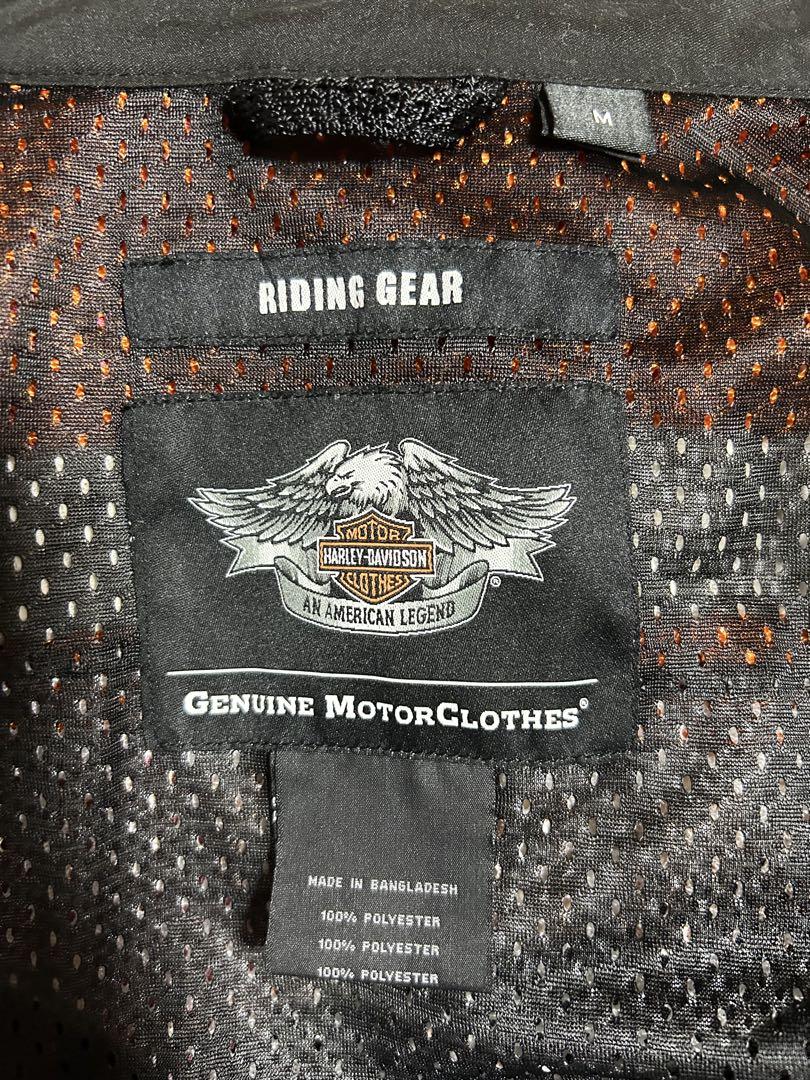 M
RIDING GEAR
MOTOR
HARLEY-DAVIDSON
CLOTHES
®
AN AMERICAN LEGEND
GENUINE MOTORCLOTHES®
MADE IN BANGLADESH
100% POLYESTER
100% POLYESTER
100% POLYESTER